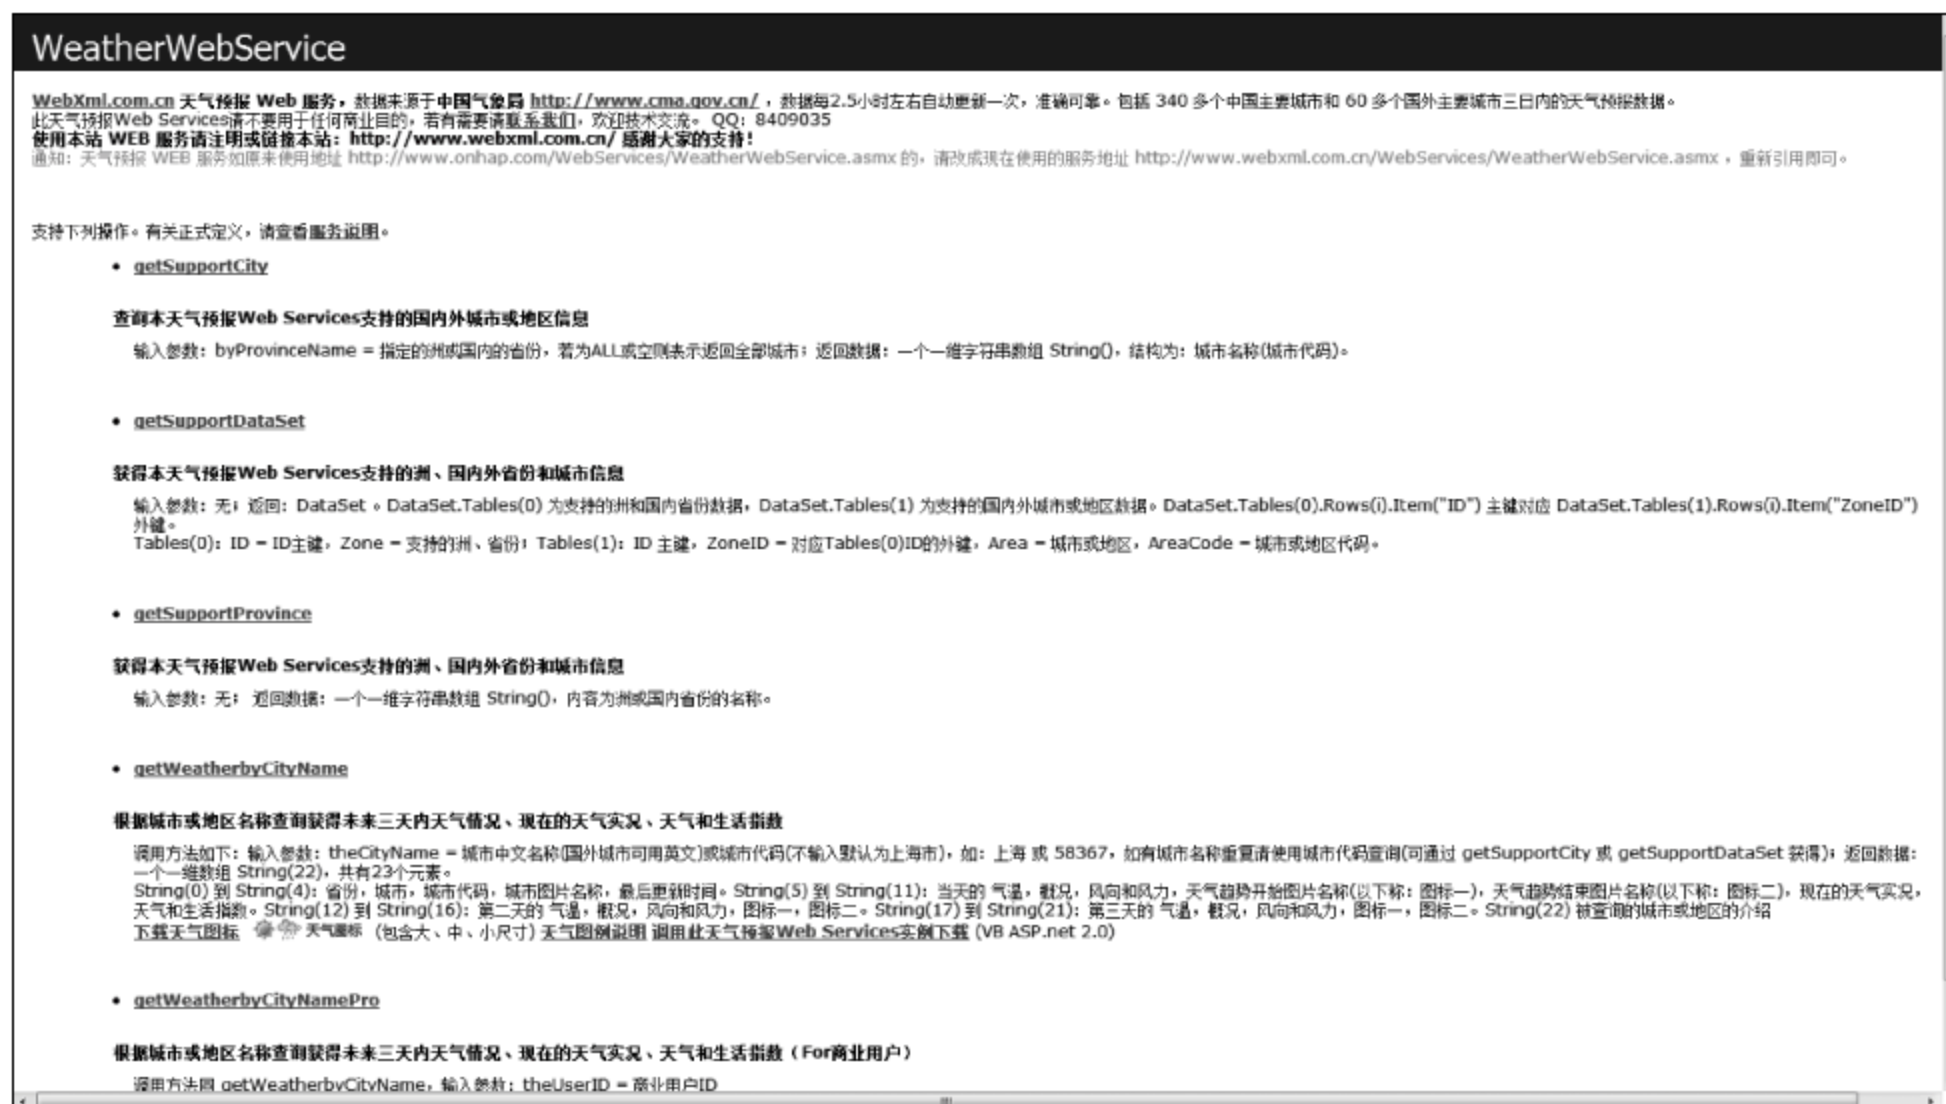 WeatherWebService
WebXml.com.cn 天气预报 Web 服务，数据来源于中国气象局 http://www.cma.gov.cn/ ，数据每2.5小时左右自动更新一次，准确可靠。包括 340 多个中国主要城市和 60 多个国外主要城市三日内的天气预报数据。
此天气预报Web Services请不要用于任何商业目的，若有需要请联系我们，欢迎技术交流。 QQ：8409035
使用本站 WEB 服务请注明或链接本站：http://www.webxml.com.cn/ 感谢大家的支持！
通知：天气预报 WEB 服务如原来使用地址 http://www.onhap.com/WebServices/WeatherWebService.asmx 的，请改成现在使用的服务地址 http://www.webxml.com.cn/WebServices/WeatherWebService.asmx ，重新引用即可。
支持下列操作。有关正式定义，请查看服务说明。
• getSupportCity
查询本天气预报Web Services支持的国内外城市或地区信息
输入参数：byProvinceName = 指定的洲或国内的省份，若为ALL或空则表示返回全部城市；返回数据：一个一维字符串数组 String()，结构为：城市名称(城市代码)。
• getSupportDataSet
获得本天气预报Web Services支持的洲、国内外省份和城市信息
输入参数：无；返回：DataSet 。DataSet.Tables(0) 为支持的洲和国内省份数据，DataSet.Tables(1) 为支持的国内外城市或地区数据。DataSet.Tables(0).Rows(i).Item("ID") 主键对应 DataSet.Tables(1).Rows(i).Item("ZoneID")
外键。
Tables(0)：ID = ID主键，Zone = 支持的洲、省份；Tables(1)：ID 主键，ZoneID = 对应Tables(0)ID的外键，Area = 城市或地区，AreaCode = 城市或地区代码。
• getSupportProvince
获得本天气预报Web Services支持的洲、国内外省份和城市信息
输入参数：无； 返回数据：一个一维字符串数组 String()，内容为洲或国内省份的名称。
• getWeatherbyCityName
根据城市或地区名称查询获得未来三天内天气情况、现在的天气实况、天气和生活指数
调用方法如下：输入参数：theCityName = 城市中文名称(国外城市可用英文)或城市代码(不输入默认为上海市)，如：上海 或 58367，如有城市名称重复请使用城市代码查询(可通过 getSupportCity 或 getSupportDataSet 获得)；返回数据：
一个一维数组 String(22)，共有23个元素。
String(0) 到 String(4)：省份，城市，城市代码，城市图片名称，最后更新时间。String(5) 到 String(11)：当天的 气温，概况，风向和风力，天气趋势开始图片名称(以下称：图标一)，天气趋势结束图片名称(以下称：图标二)，现在的天气实况，
天气和生活指数。String(12) 到 String(16)：第二天的 气温，概况，风向和风力，图标一，图标二。String(17) 到 String(21)：第三天的 气温，概况，风向和风力，图标一，图标二。String(22) 被查询的城市或地区的介绍
下载天气图标 天气图标 (包含大、中、小尺寸) 天气图例说明 调用此天气预报Web Services实例下载 (VB ASP.net 2.0)
• getWeatherbyCityNamePro
根据城市或地区名称查询获得未来三天内天气情况、现在的天气实况、天气和生活指数（For商业用户）
调用方法同 getWeatherbyCityName，输入参数：theUserID = 商业用户ID